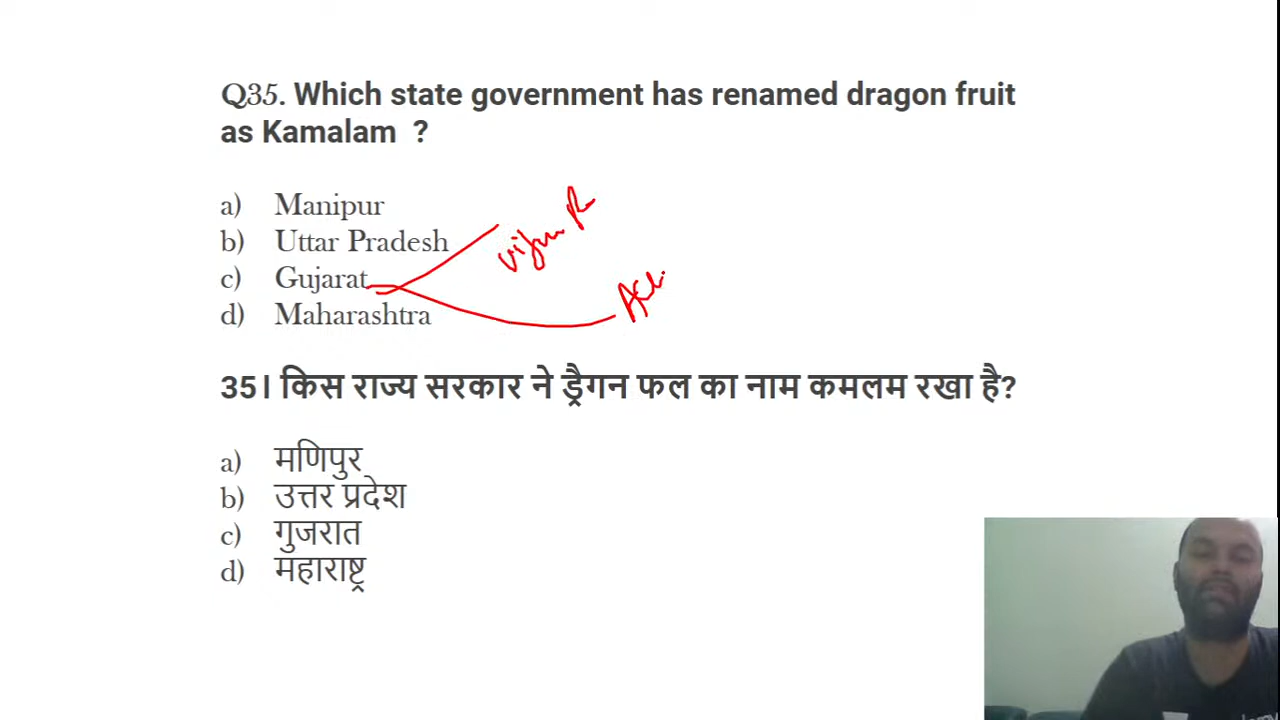 Q35. Which state government has renamed dragon fruit
as Kamalam ?
a) Manipur
b) Uttar Pradesh
c) Gujarat
d) Maharashtra
35। किस राज्य सरकार ने ड्रैगन फल का नाम कमलम रखा है?
a) मणिपुर
b) उत्तर प्रदेश
c) गुजरात
d) महाराष्ट्र